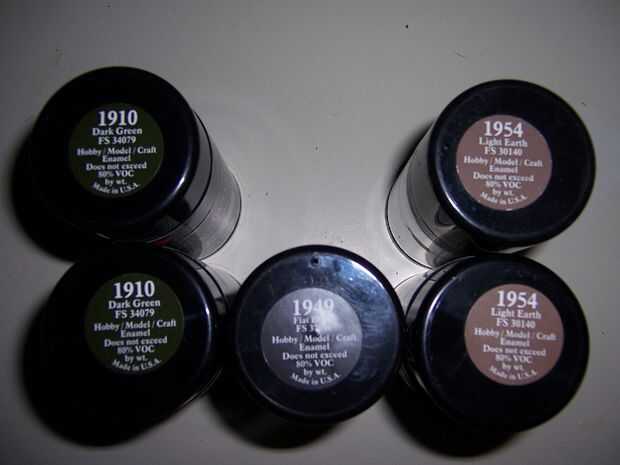 1910
Dark Green
FS 34079
Hobby / Model / Craft
Enamel
Does not exceed
80% VOC
by wt.
Made in U.S.A.
1954
Light Earth
FS 30140
Hobby / Model / Craft
Enamel
Does not exceed
80% VOC
by wt.
Made in U.S.A.
1910
Dark Green
FS 34079
Hobby / Model / Craft
Enamel
Does not exceed
80% VOC
by wt.
Made in U.S.A.
1949
Flat
FS
Hobby / Model / Craft
Enamel
Does not exceed
80% VOC
by wt.
Made in U.S.A.
1954
Light Earth
FS 30140
Hobby / Model / Craft
Enamel
Does not exceed
80% VOC
by wt.
Made in U.S.A.